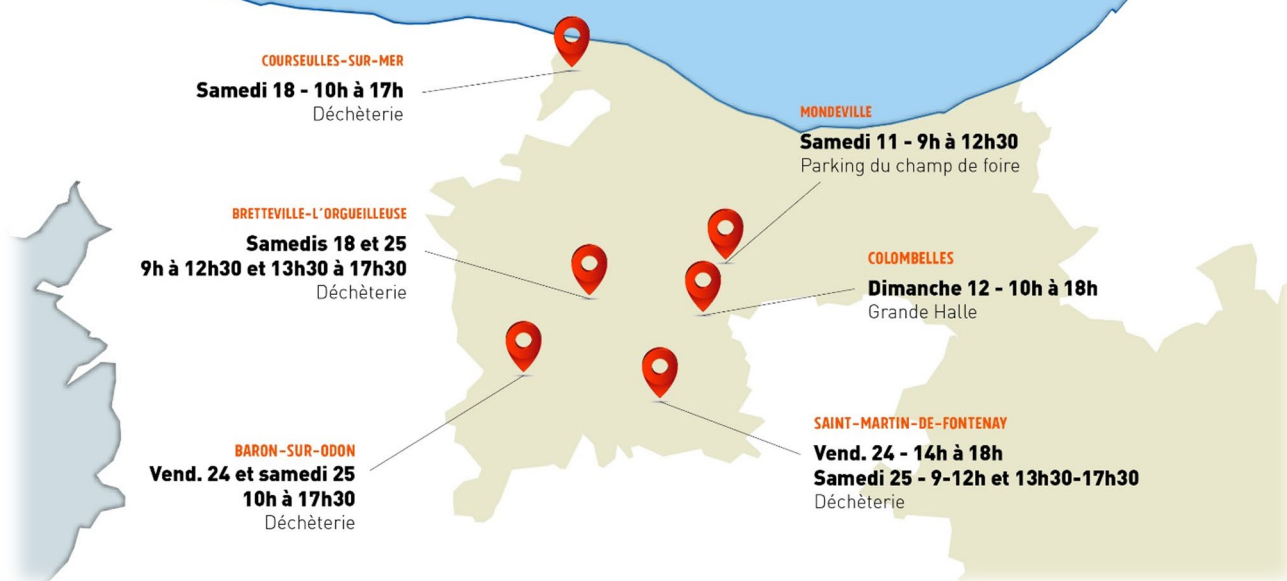 COURSEULLES-SUR-MER
Samedi 18 - 10h à 17h
Déchèterie
MONDEVILLE
Samedi 11 - 9h à 12h30
Parking du champ de foire
BRETTEVILLE-L'ORGUEILLEUSE
Samedis 18 et 25
9h à 12h30 et 13h30 à 17h30
Déchèterie
COLOMBELLES
Dimanche 12 - 10h à 18h
Grande Halle
BARON-SUR-ODON
Vend. 24 et samedi 25
10h à 17h30
Déchèterie
SAINT-MARTIN-DE-FONTENAY
Vend. 24 - 14h à 18h
Samedi 25 - 9-12h et 13h30-17h30
Déchèterie